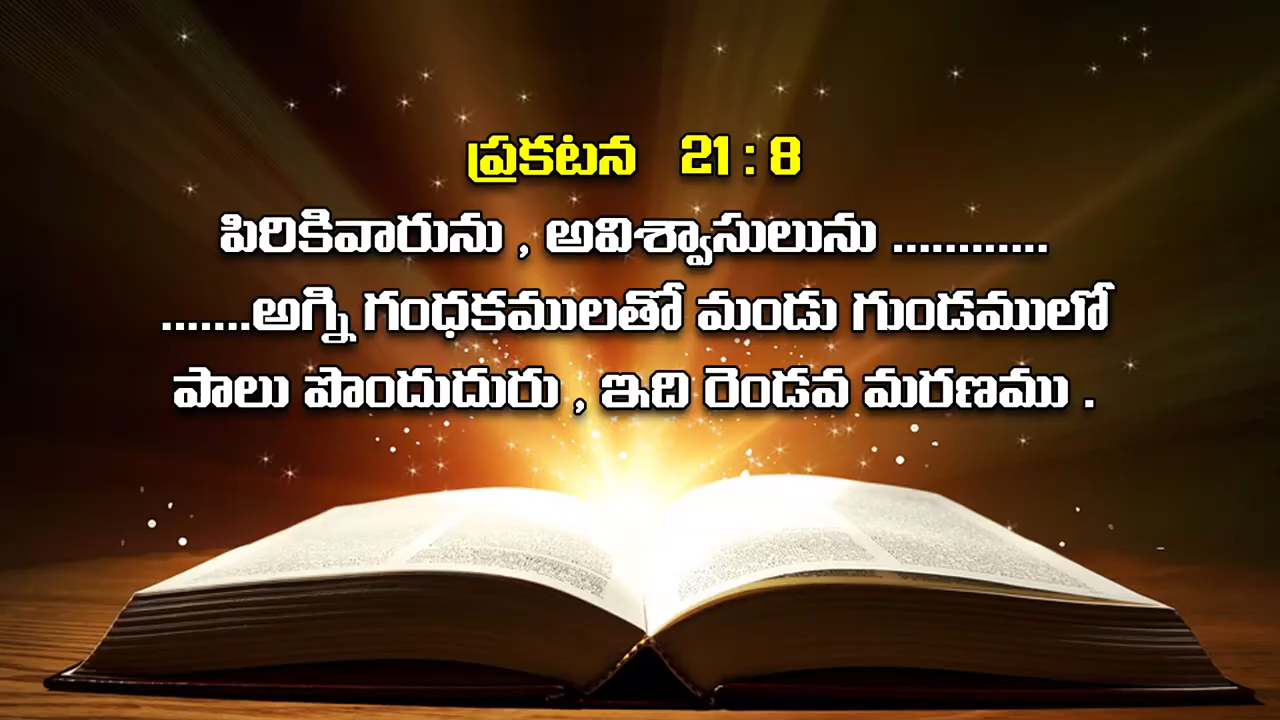 ప్రకటన 21 : 8
పిరికివారును , అవిశ్వాసులును ............
.......అగ్ని గంధకములతో మండు గుండములో
పాలు పొందుదురు , ఇది రెండవ మరణము .